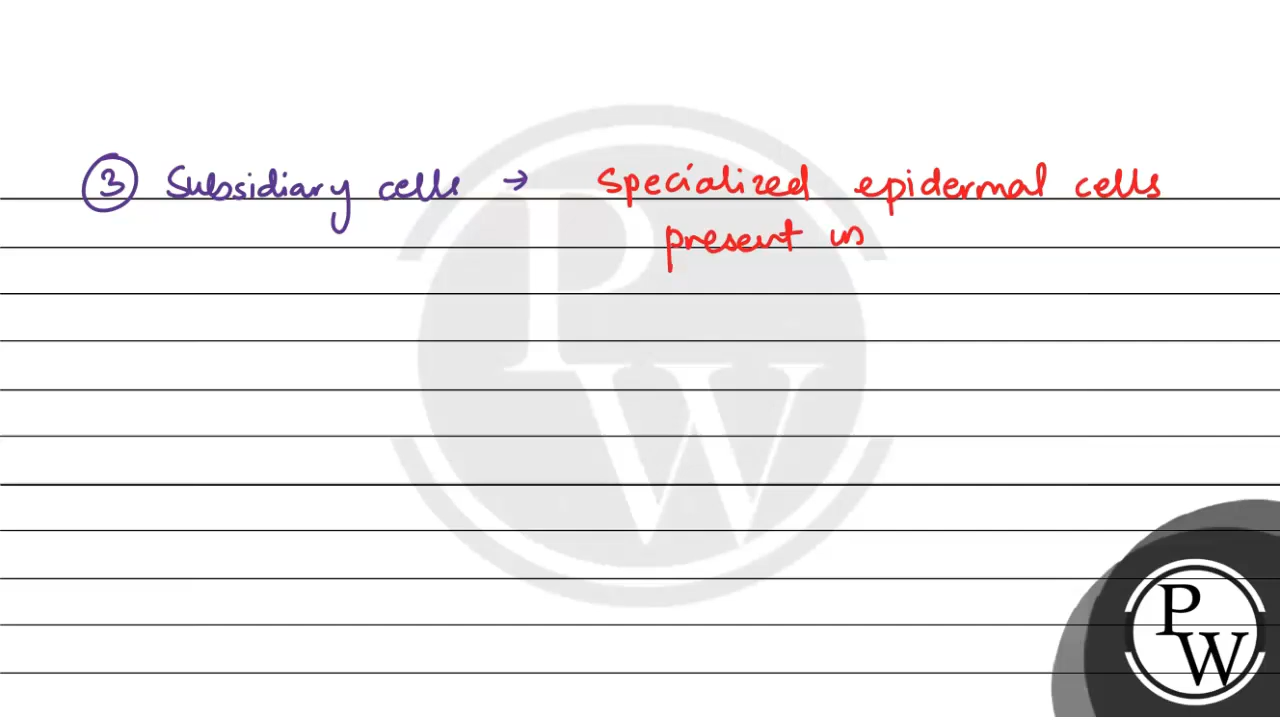 ③ Subsidiary cells → Specialized epidermal cells
present in
P
W
P
W